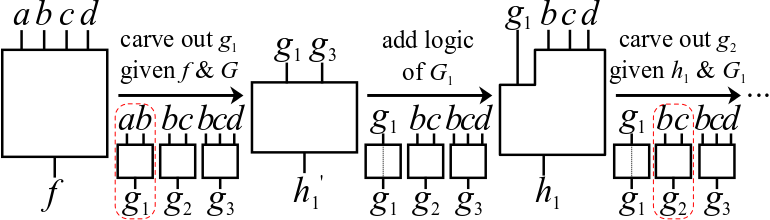 a b c d
f
carve out g1
given f & G
ab bc bcd
g1 g2 g3
g1 g3
h1'
add logic
of G1
g1 bc bcd
g1 g2 g3
g1 b c d
h1
carve out g2
given h1 & G1
...
g1 bc bcd
g1 g2 g3